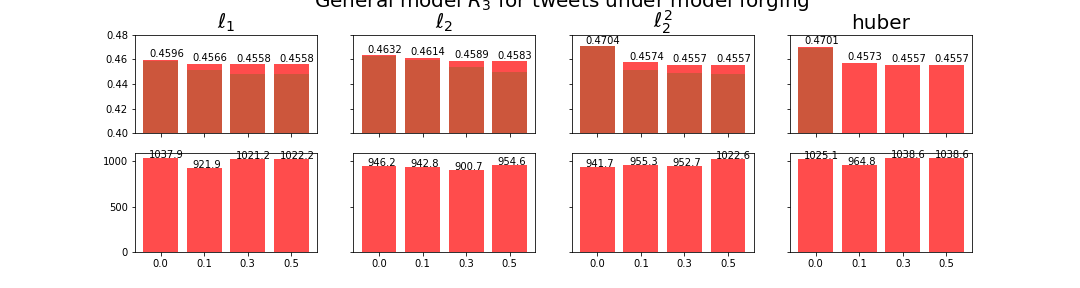 General model R₃ for tweets under model forging
ℓ₁ ℓ₂ ℓ₂² huber
0.48
0.46
0.44
0.42
0.40
0.4596 0.4566 0.4558 0.4558
0.4632 0.4614 0.4589 0.4583
0.4704 0.4574 0.4557 0.4557
0.4701 0.4573 0.4557 0.4557
1000
500
0
1037.9 921.9 1021.2 1022.2
946.2 942.8 900.7 954.6
941.7 955.3 952.7 1022.6
1025.1 964.8 1038.6 1038.6
0.0 0.1 0.3 0.5
0.0 0.1 0.3 0.5
0.0 0.1 0.3 0.5
0.0 0.1 0.3 0.5